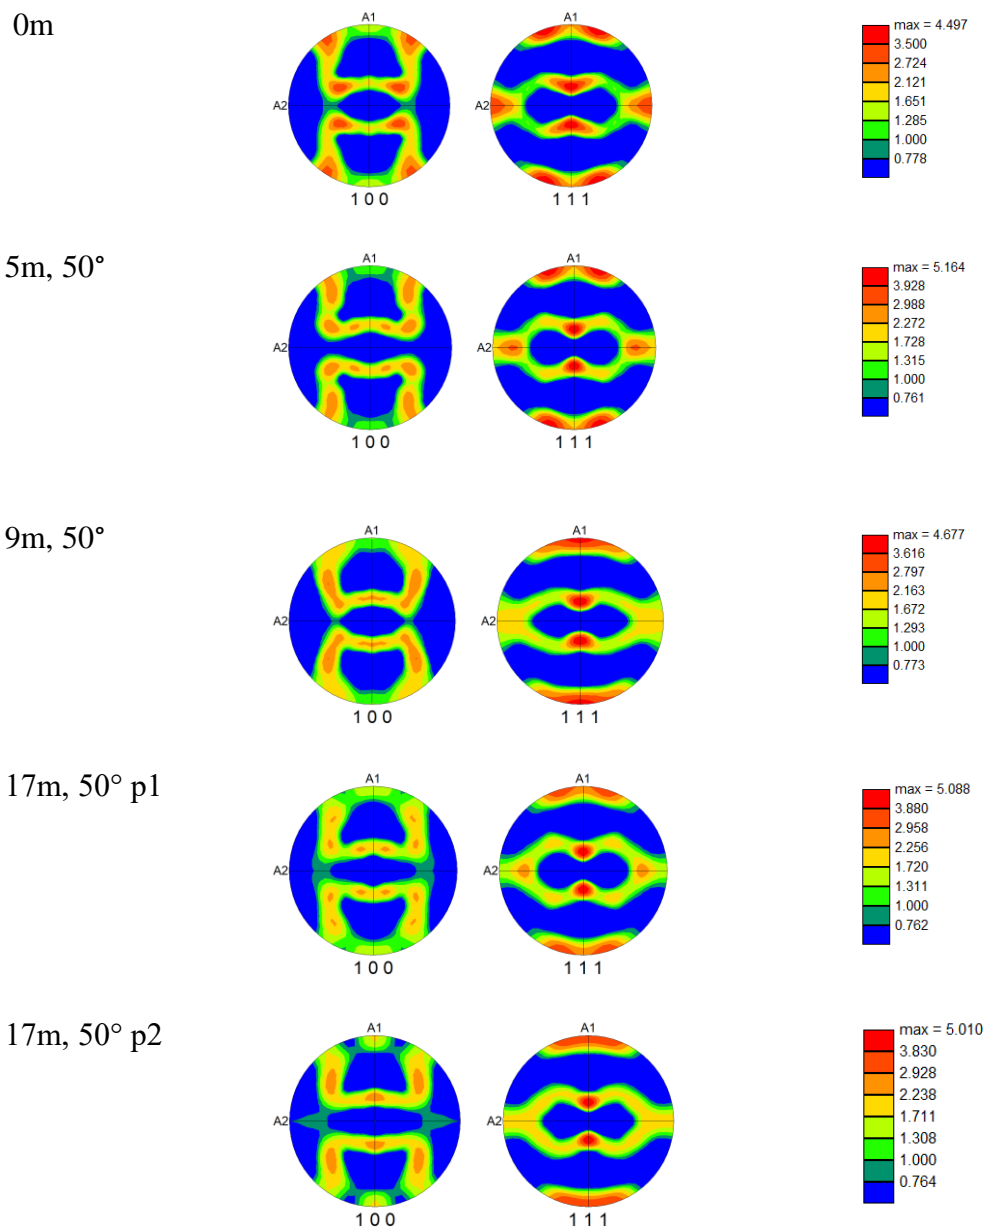 0m
A1
A2
A2
1 0 0
1 1 1
max = 4.497
3.500
2.724
2.121
1.651
1.285
1.000
0.778
5m, 50°
A1
A1
A2
A2
1 0 0
1 1 1
max = 5.164
3.928
2.988
2.272
1.728
1.315
1.000
0.761
9m, 50°
A1
A1
A2
A2
1 0 0
1 1 1
max = 4.677
3.616
2.797
2.163
1.672
1.293
1.000
0.773
17m, 50° p1
A1
A1
A2
A2
1 0 0
1 1 1
max = 5.088
3.880
2.958
2.256
1.720
1.311
1.000
0.762
17m, 50° p2
A1
A1
A2
A2
1 0 0
1 1 1
max = 5.010
3.830
2.928
2.238
1.711
1.308
1.000
0.764